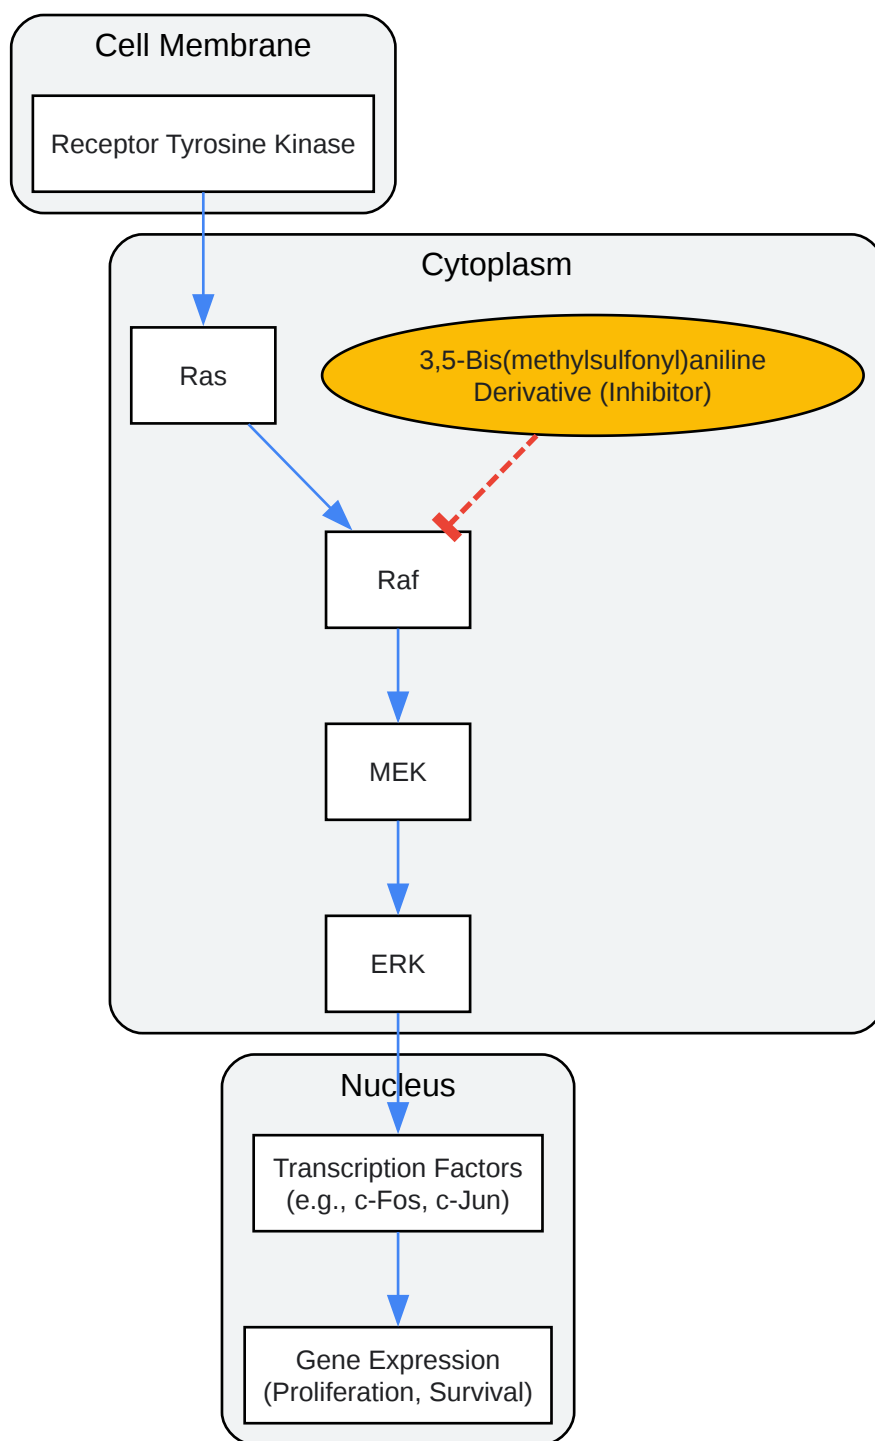 Cell Membrane
Receptor Tyrosine Kinase
Cytoplasm
Ras
3,5-Bis(methylsulfonyl)aniline
Derivative (Inhibitor)
Raf
MEK
ERK
Nucleus
Transcription Factors
(e.g., c-Fos, c-Jun)
Gene Expression
(Proliferation, Survival)